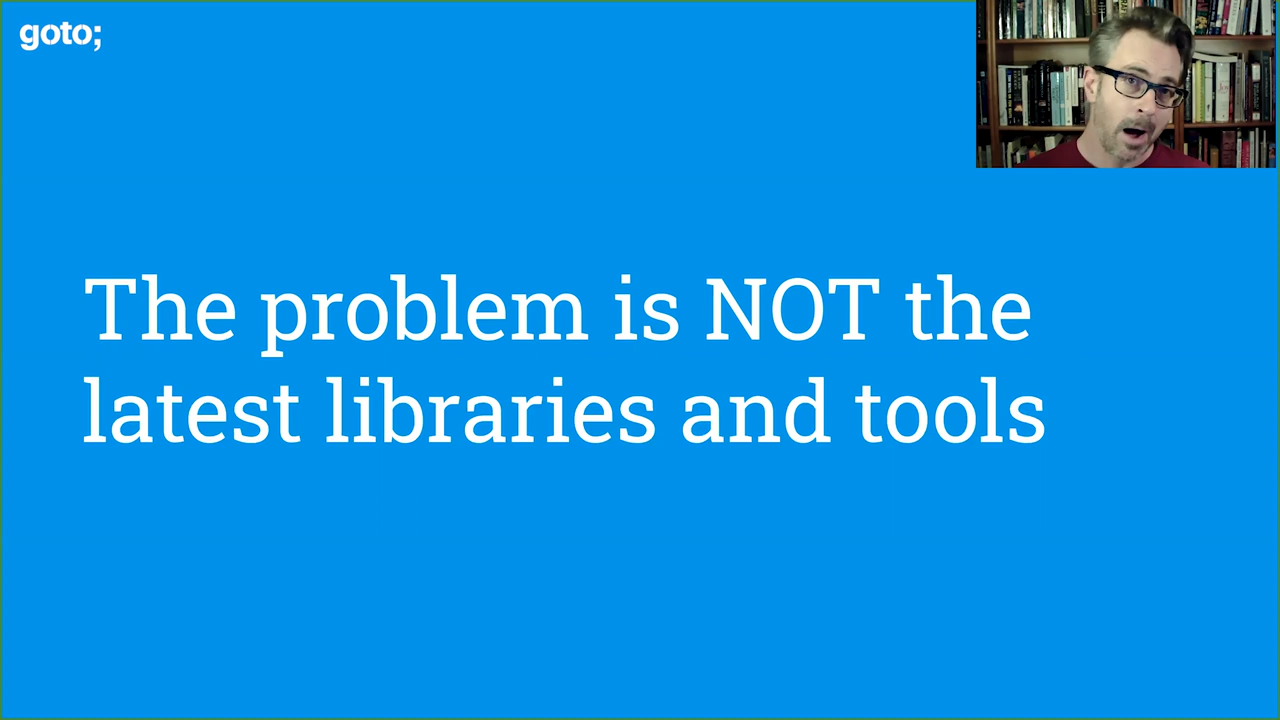 goto;
The problem is NOT the
latest libraries and tools